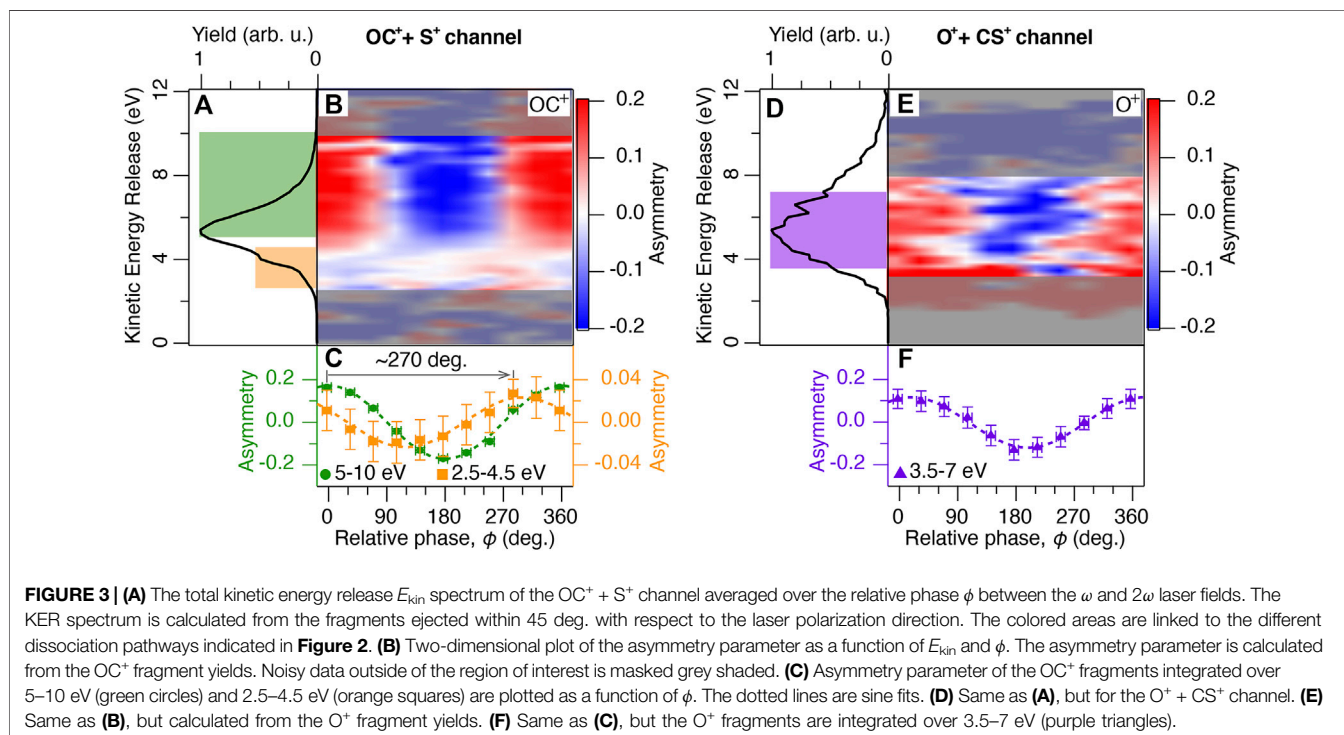 Yield (arb. u.)
OC⁺+ S⁺ channel
1 0
A
B
OC⁺
Kinetic Energy Release (eV)
12
8
4
0
0.2
0.1
0.0
-0.1
-0.2
Asymmetry
C
~270 deg.
Asymmetry
0.2
0.0
-0.2
0.04
0.00
-0.04
Asymmetry
5-10 eV 2.5-4.5 eV
0 90 180 270 360
Relative phase, ϕ (deg.)
Yield (arb. u.)
O⁺+ CS⁺ channel
1 0
D
E
O⁺
Kinetic Energy Release (eV)
12
8
4
0
0.2
0.1
0.0
-0.1
-0.2
Asymmetry
F
Asymmetry
0.2
0.0
-0.2
3.5-7 eV
0 90 180 270 360
Relative phase, ϕ (deg.)
FIGURE 3 | (A) The total kinetic energy release Ekin spectrum of the OC⁺ + S⁺ channel averaged over the relative phase ϕ between the ω and 2ω laser fields. The
KER spectrum is calculated from the fragments ejected within 45 deg. with respect to the laser polarization direction. The colored areas are linked to the different
dissociation pathways indicated in Figure 2. (B) Two-dimensional plot of the asymmetry parameter as a function of Ekin and ϕ. The asymmetry parameter is calculated
from the OC⁺ fragment yields. Noisy data outside of the region of interest is masked grey shaded. (C) Asymmetry parameter of the OC⁺ fragments integrated over
5–10 eV (green circles) and 2.5–4.5 eV (orange squares) are plotted as a function of ϕ. The dotted lines are sine fits. (D) Same as (A), but for the O⁺ + CS⁺ channel. (E)
Same as (B), but calculated from the O⁺ fragment yields. (F) Same as (C), but the O⁺ fragments are integrated over 3.5–7 eV (purple triangles).